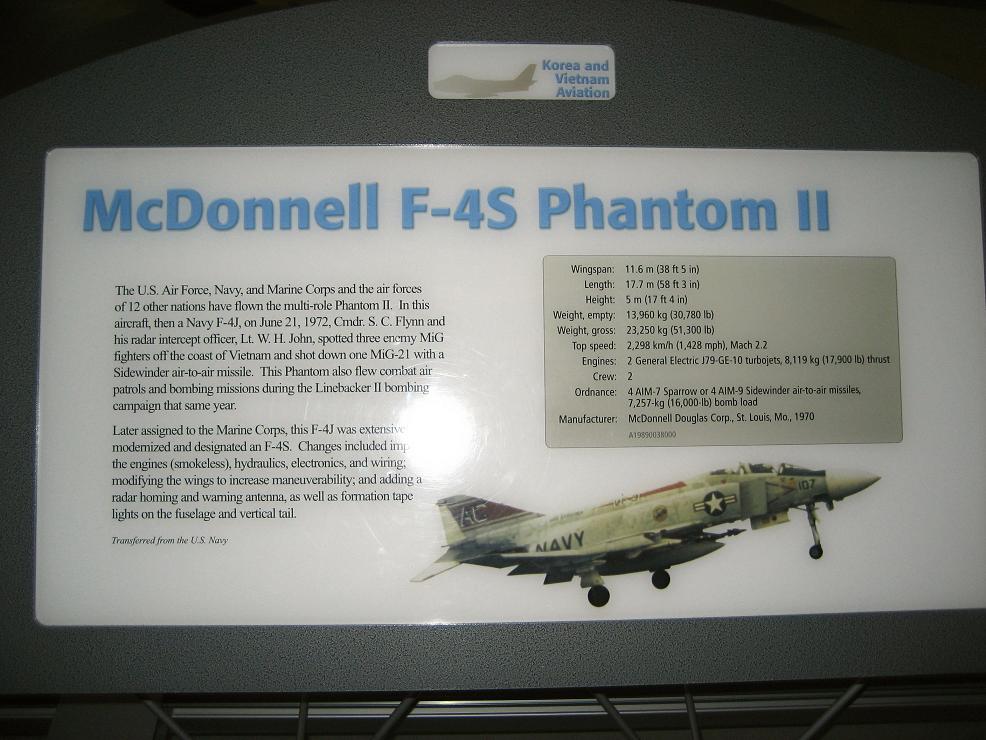 Korea and
Vietnam
Aviation
McDonnell F-4S Phantom II
The U.S. Air Force, Navy, and Marine Corps and the air forces
of 12 other nations have flown the multi-role Phantom II. In this
aircraft, then a Navy F-4J, on June 21, 1972, Cmdr. S. C. Flynn and
his radar intercept officer, Lt. W. H. John, spotted three enemy MiG
fighters off the coast of Vietnam and shot down one MiG-21 with a
Sidewinder air-to-air missile. This Phantom also flew combat air
patrols and bombing missions during the Linebacker II bombing
campaign that same year.
Later assigned to the Marine Corps, this F-4J was
modernized and designated an F-4S. Changes included
the engines (smokeless), hydraulics, electronics, and wiring;
modifying the wings to increase maneuverability; and adding a
radar homing and warning antenna, as well as formation tape
lights on the fuselage and vertical tail.
Transferred from the U.S. Navy
Wingspan: 11.6 m (38 ft 5 in)
Length: 17.7 m (58 ft 3 in)
Height: 5 m (17 ft 4 in)
Weight, empty: 13,960 kg (30,780 lb)
Weight, gross: 23,250 kg (51,300 lb)
Top speed: 2,298 km/h (1,428 mph), Mach 2.2
Engines: 2 General Electric J79-GE-10 turbojets, 8,119 kg (17,900 lb) thrust
Crew: 2
Ordnance: 4 AIM-7 Sparrow or 4 AIM-9 Sidewinder air-to-air missiles,
7,257-kg (16,000-lb) bomb load
Manufacturer: McDonnell Douglas Corp., St. Louis, Mo., 1970
A19890038000
AC
NAVY
107